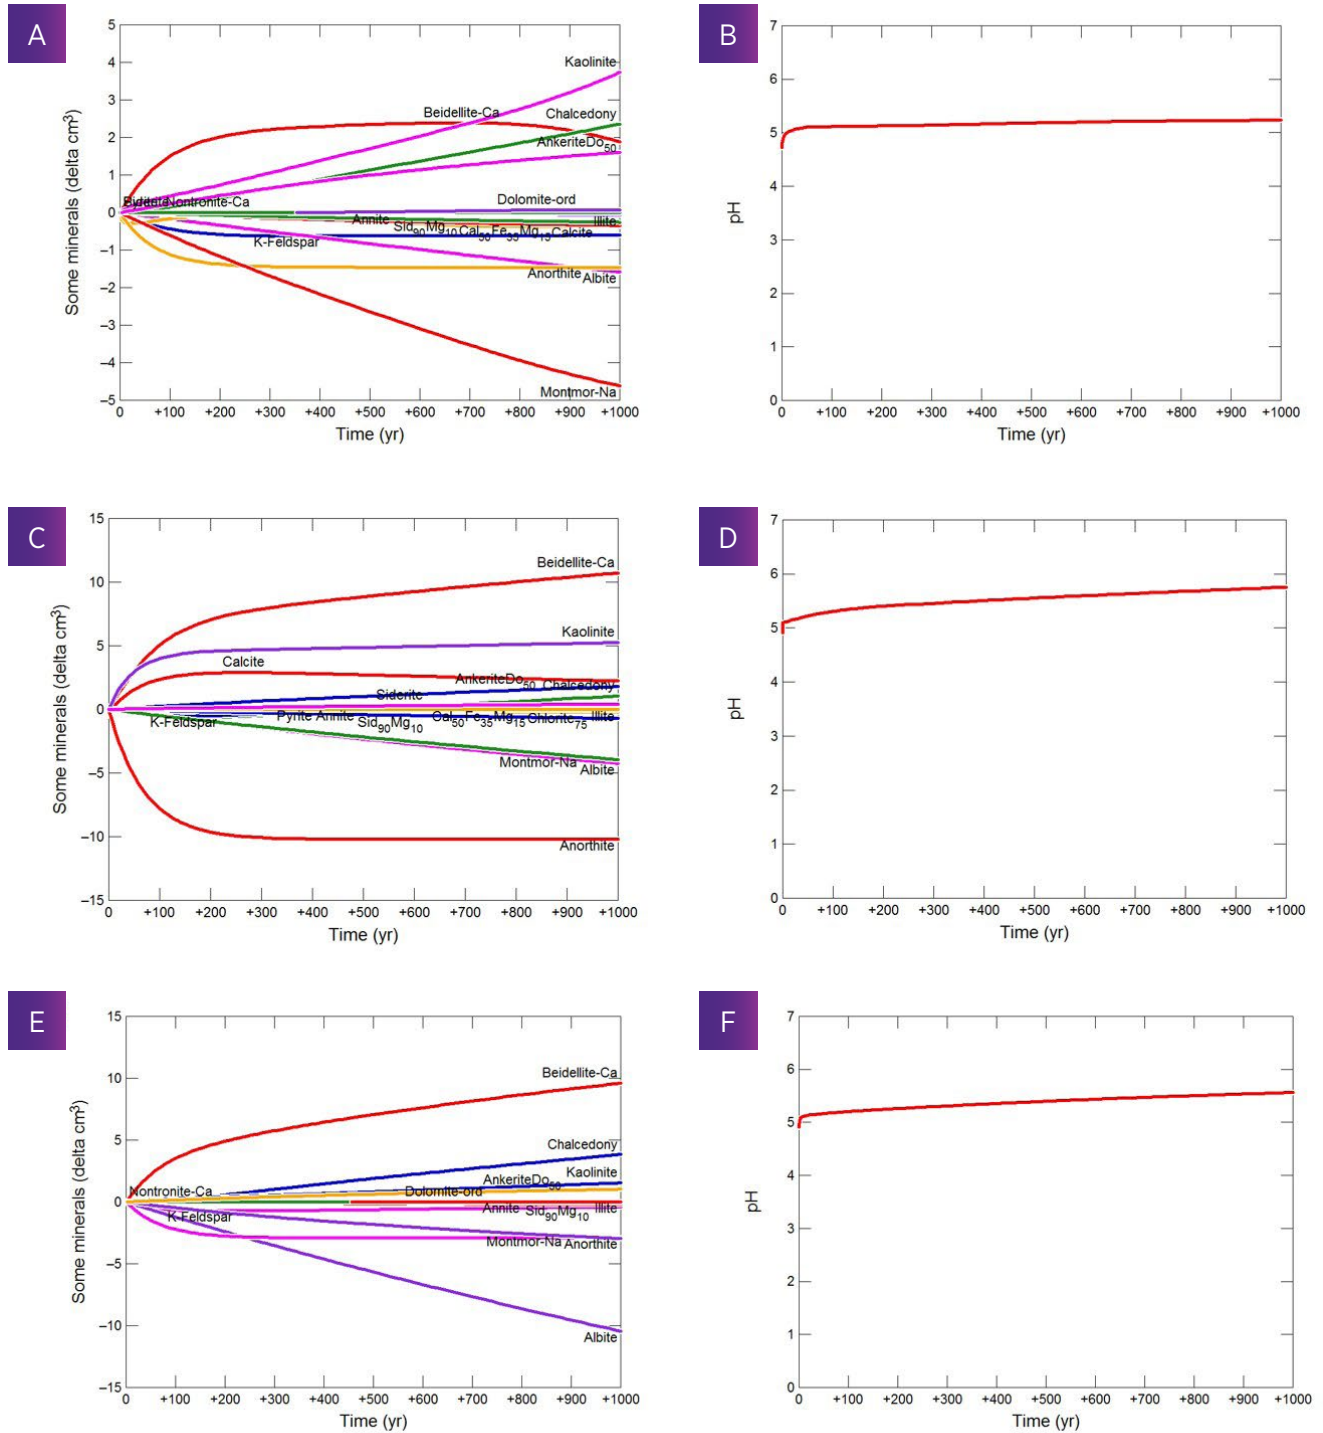 A
5
4
3
2
1
0
–1
–2
–3
–4
–5
Some minerals (delta cm³)
Kaolinite
Beidellite-Ca
Chalcedony
AnkeriteDo50
Nontronite-Ca
Dolomite-ord
Annite
Illite
Sid90Mg10 Cal50Fe35Mg15 Calcite
K-Feldspar
Anorthite Albite
Montmor-Na
0 +100 +200 +300 +400 +500 +600 +700 +800 +900 +1000
Time (yr)
B
7
6
5
4
3
2
1
0
pH
0 +100 +200 +300 +400 +500 +600 +700 +800 +900 +1000
Time (yr)
C
15
10
5
0
–5
–10
–15
Some minerals (delta cm³)
Beidellite-Ca
Kaolinite
Calcite
AnkeriteDo50 Chalcedony
Siderite
K-Feldspar
Pyrite Annite
Sid90Mg10
Cal50Fe35Mg15 Chlorite75
Illite
Montmor-Na
Albite
Anorthite
0 +100 +200 +300 +400 +500 +600 +700 +800 +900 +1000
Time (yr)
D
7
6
5
4
3
2
1
0
pH
0 +100 +200 +300 +400 +500 +600 +700 +800 +900 +1000
Time (yr)
E
15
10
5
0
–5
–10
–15
Some minerals (delta cm³)
Beidellite-Ca
Chalcedony
Kaolinite
AnkeriteDo50
Nontronite-Ca
Dolomite-ord
K-Feldspar
Annite Sid90Mg10 Illite
Montmor-Na Anorthite
Albite
0 +100 +200 +300 +400 +500 +600 +700 +800 +900 +1000
Time (yr)
F
7
6
5
4
3
2
1
0
pH
0 +100 +200 +300 +400 +500 +600 +700 +800 +900 +1000
Time (yr)